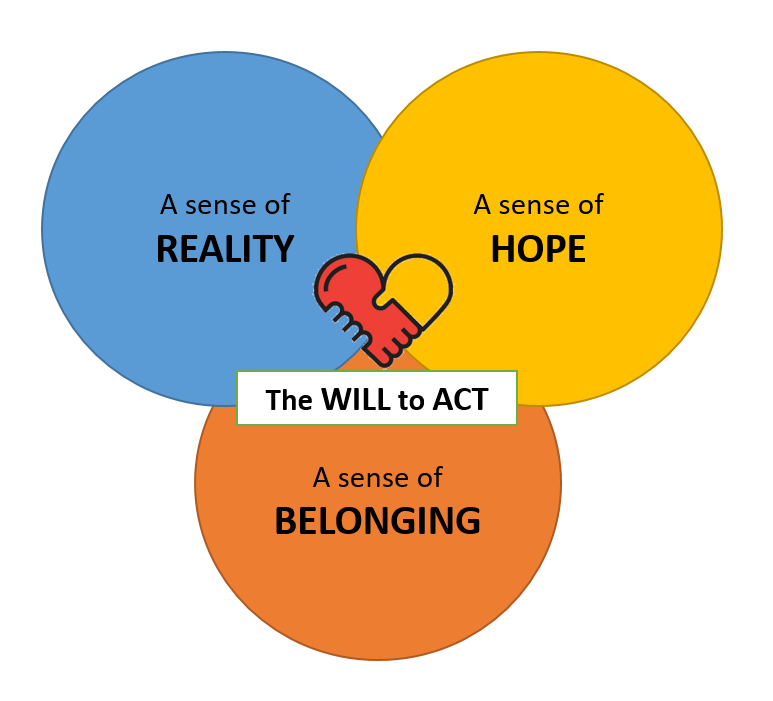 A sense of
REALITY
A sense of
HOPE
The WILL to ACT
A sense of
BELONGING